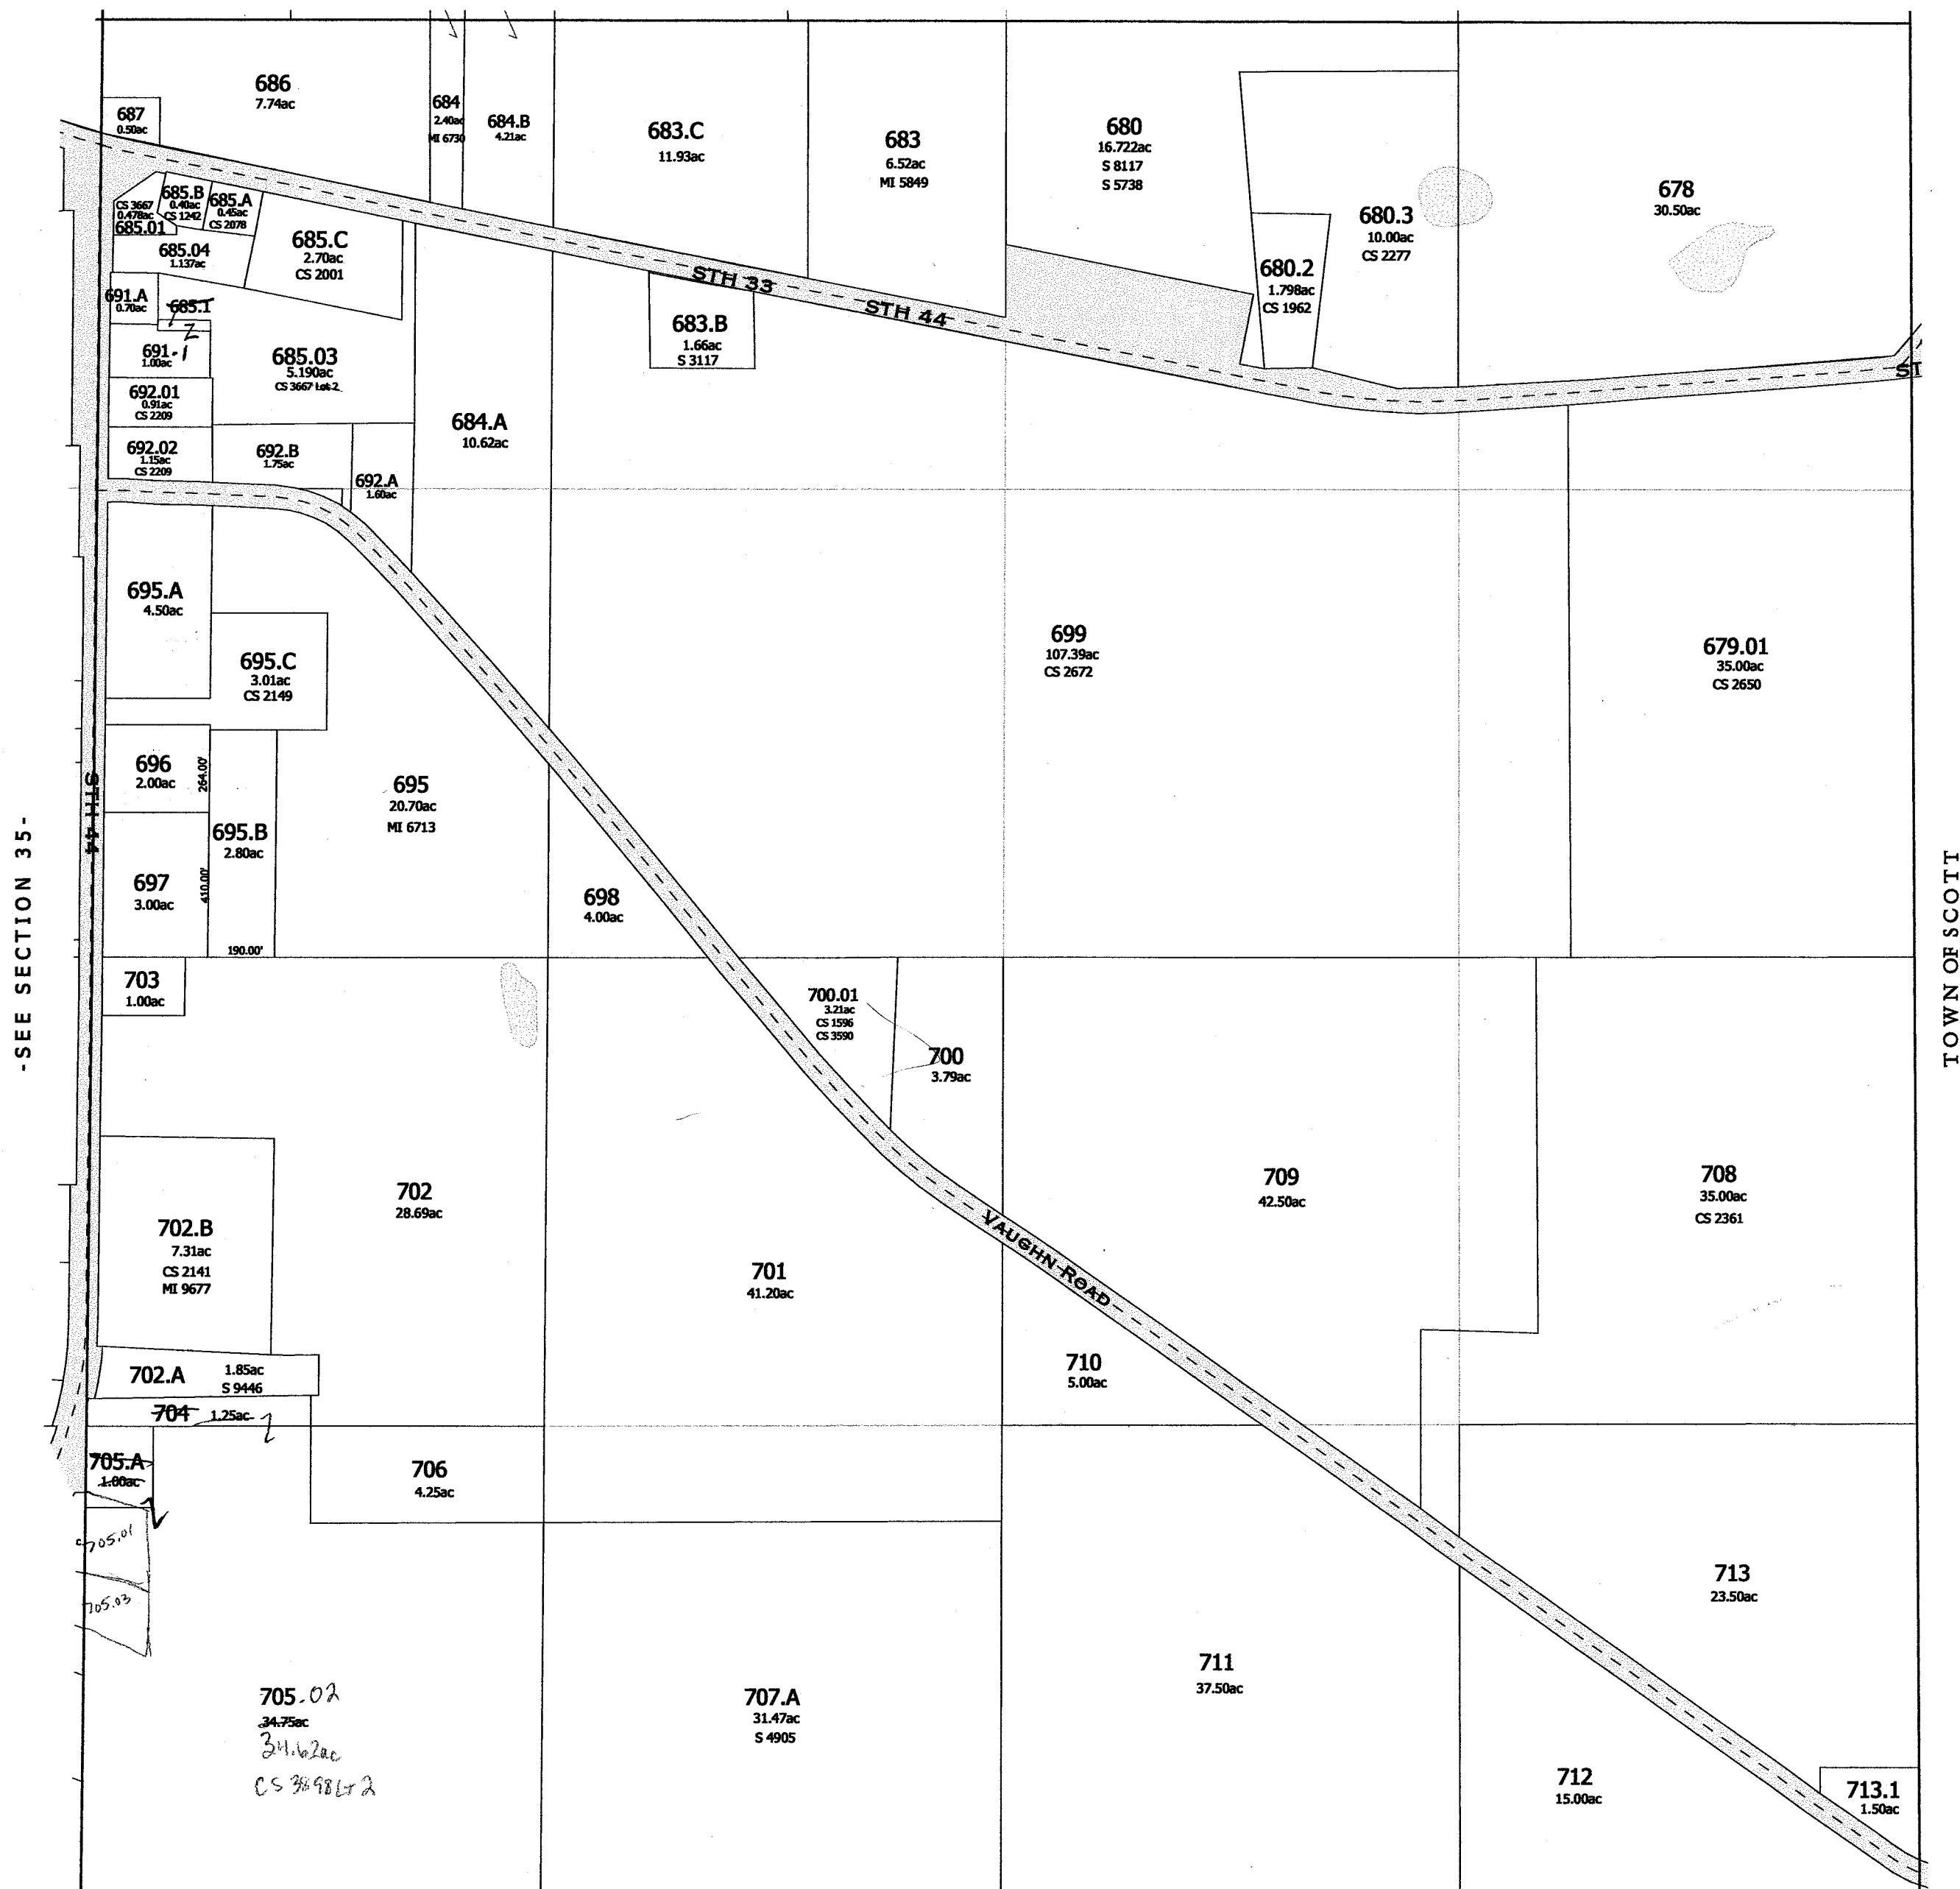 686
7.74ac
687
0.50ac
684
2.40ac
MI 6730
684.B
4.21ac
683.C
11.93ac
683
6.52ac
MI 5849
680
16.722ac
S 8117
S 5738
680.3
10.00ac
CS 2277
678
30.50ac
680.2
1.798ac
CS 1962
CS 3667
0.478ac
685.01
685.B
0.40ac
CS 1242
685.A
0.45ac
CS 2078
685.04
1.137ac
685.C
2.70ac
CS 2001
STH 33
STH 44
683.B
1.66ac
S 3117
ST
691.A
0.70ac
685.1
2
691-1
1.00ac
685.03
5.190ac
CS 3667 Lot 2
692.01
0.91ac
CS 2209
692.02
1.15ac
CS 2209
692.B
1.75ac
692.A
1.60ac
684.A
10.62ac
695.A
4.50ac
695.C
3.01ac
CS 2149
699
107.39ac
CS 2672
679.01
35.00ac
CS 2650
696
2.00ac
264.00'
STH 44
695
20.70ac
MI 6713
695.B
2.80ac
697
3.00ac
410.00'
190.00'
698
4.00ac
-SEE SECTION 35-
TOWN OF SCOTT
703
1.00ac
700.01
3.21ac
CS 1596
CS 3590
700
3.79ac
702
28.69ac
702.B
7.31ac
CS 2141
MI 9677
701
41.20ac
VAUGHN ROAD
709
42.50ac
708
35.00ac
CS 2361
702.A
1.85ac
S 9446
704
1.25ac
710
5.00ac
705.A
1.00ac
706
4.25ac
705.01
705.03
705.02
34.75ac
34.62ac
CS 3898 Lt 2
707.A
31.47ac
S 4905
711
37.50ac
713
23.50ac
712
15.00ac
713.1
1.50ac